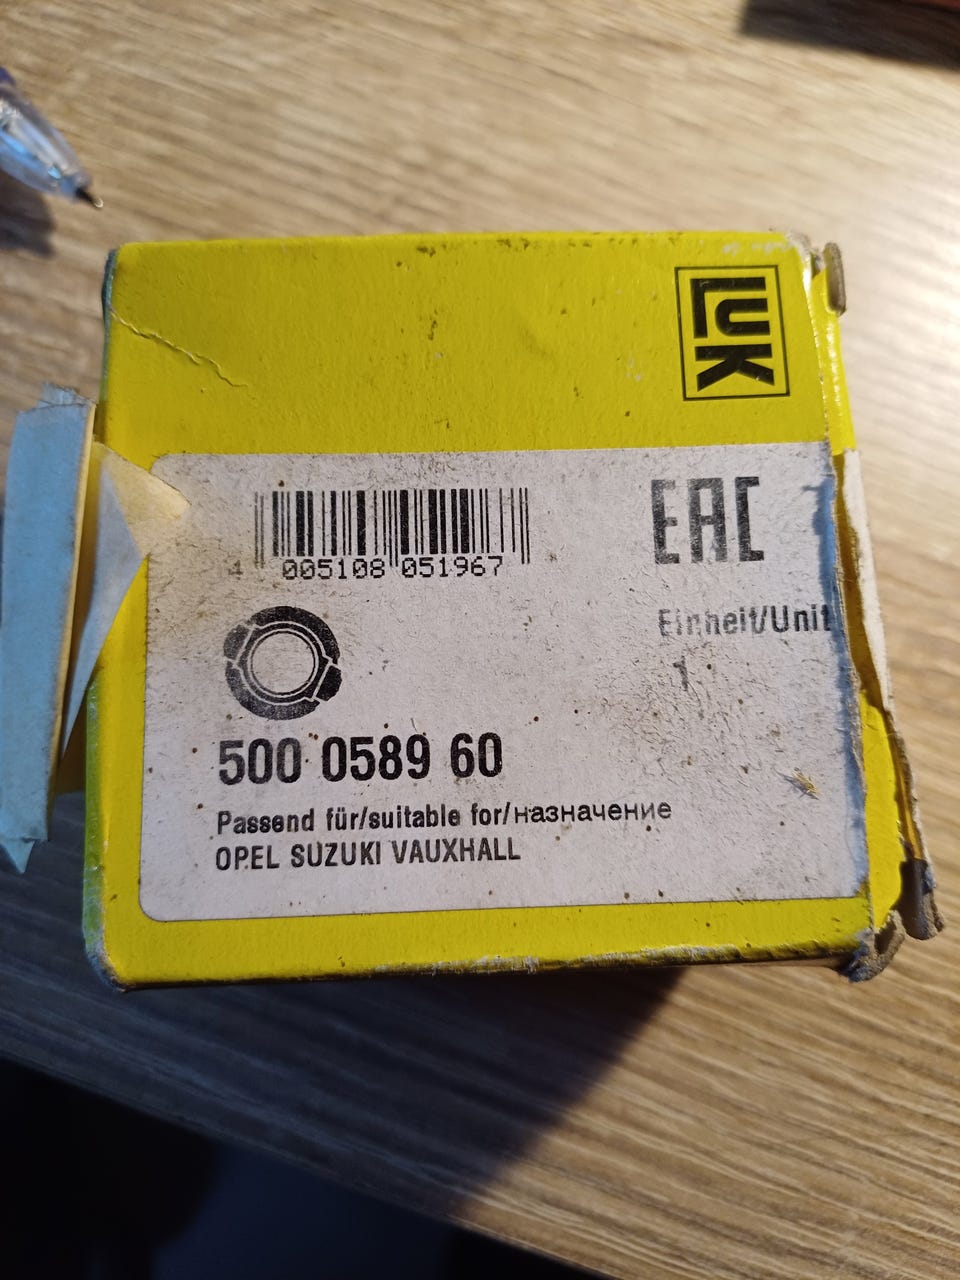 LUK
EAC
4 005108 051967
Einheit/Unit
1
500 0589 60
Passend für/suitable for/назначение
OPEL SUZUKI VAUXHALL